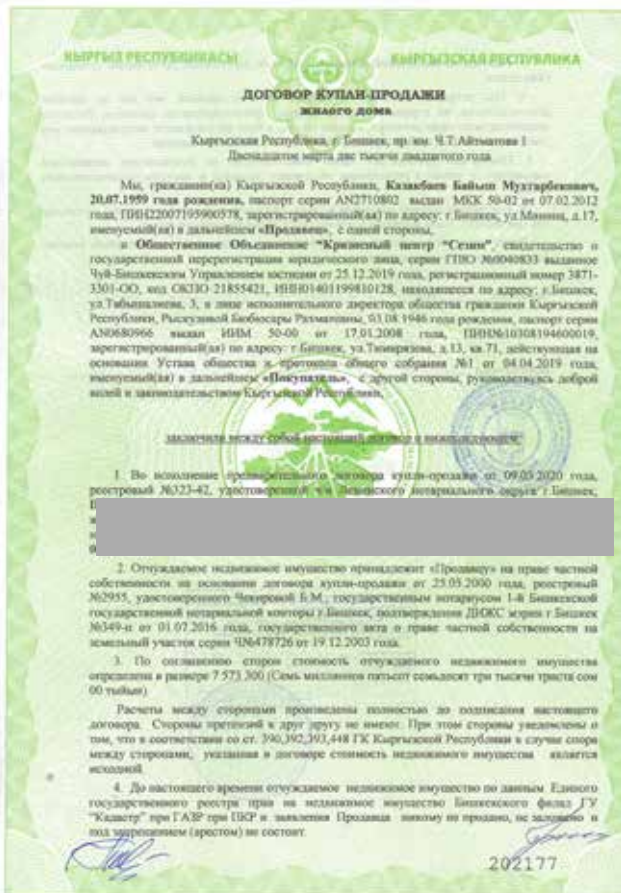 КЫРГЫЗ РЕСПУБЛИКАСЫ КЫРГЫЗСКАЯ РЕСПУБЛИКА
ДОГОВОР КУПЛИ-ПРОДАЖИ
жилого дома
Кыргызская Республика, г. Бишкек, пр. им. Ч.Т.Айтматова 1
Двенадцатое марта две тысячи двадцатого года
Мы, гражданин(ка) Кыргызской Республики, Казакбаев Байыш Мухтарбекович,
20.07.1959 года рождения, паспорт серии AN2710802 выдан МКК 50-02 от 07.02.2012
года, ПИН22007195900578, зарегистрированный(ая) по адресу: г.Бишкек, ул.Манаса, д.17,
именуемый(ая) в дальнейшем «Продавец», с одной стороны,
и Общественное Объединение "Кризисный центр "Сезим", свидетельство о
государственной перерегистрации юридического лица, серии ГПЮ №0040833 выданное
Чуй-Бишкекским Управлением юстиции от 25.12.2019 года, регистрационный номер 3871-
3301-ОО, код ОКПО 21855421, ИНН01401199810128, находящееся по адресу: г.Бишкек,
ул.Табышалиева, 3, в лице исполнительного директора общества гражданки Кыргызской
Республики, Рыскуловой Бюбюсары Рахматовны, 03.08.1946 года рождения, паспорт серии
AN0680966 выдан ИИМ 50-00 от 17.01.2008 года, ПИН№10308194600019,
зарегистрированный(ая) по адресу: г.Бишкек, ул.Тимирязева, д.13, кв.71, действующая на
основании Устава общества и протокола общего собрания №1 от 04.04.2019 года,
именуемый(ая) в дальнейшем «Покупатель», с другой стороны, руководствуясь доброй
волей и законодательством Кыргызской Республики,
заключили между собой настоящий договор о нижеследующем:
1. Во исполнение предварительного договора купли-продажи от 09.03.2020 года,
реестровый №323-42, удостоверенной ч.н. Ленинского нотариального округа г.Бишкек,
2. Отчуждаемое недвижимое имущество принадлежит «Продавцу» на праве частной
собственности на основании договора купли-продажи от 25.05.2000 года, реестровый
№2955, удостоверенного Чекировой Б.М., государственным нотариусом 1-й Бишкекской
государственной нотариальной конторы г.Бишкек, подтверждения ДИЖС мэрии г.Бишкек
№349-п от 01.07.2016 года, государственного акта о праве частной собственности на
земельный участок серии Ч№478726 от 19.12.2003 года.
3. По соглашению сторон стоимость отчуждаемого недвижимого имущества
определена в размере 7 573 300 (Семь миллионов пятьсот семьдесят три тысячи триста сом
00 тыйын).
Расчеты между сторонами произведены полностью до подписания настоящего
договора. Стороны претензий к друг другу не имеют. При этом стороны уведомлены о
том, что в соответствии со ст. 390,392,393,448 ГК Кыргызской Республики в случае спора
между сторонами, указанная в договоре стоимость недвижимого имущества является
исходной.
4. До настоящего времени отчуждаемое недвижимое имущество по данным Единого
государственного реестра прав на недвижимое имущество Бишкекский филиал ГУ
"Кадастр" при ГАЗР при ПКР и заявления Продавца никому не продано, не заложено и
под запрещением (арестом) не состоит.
202177